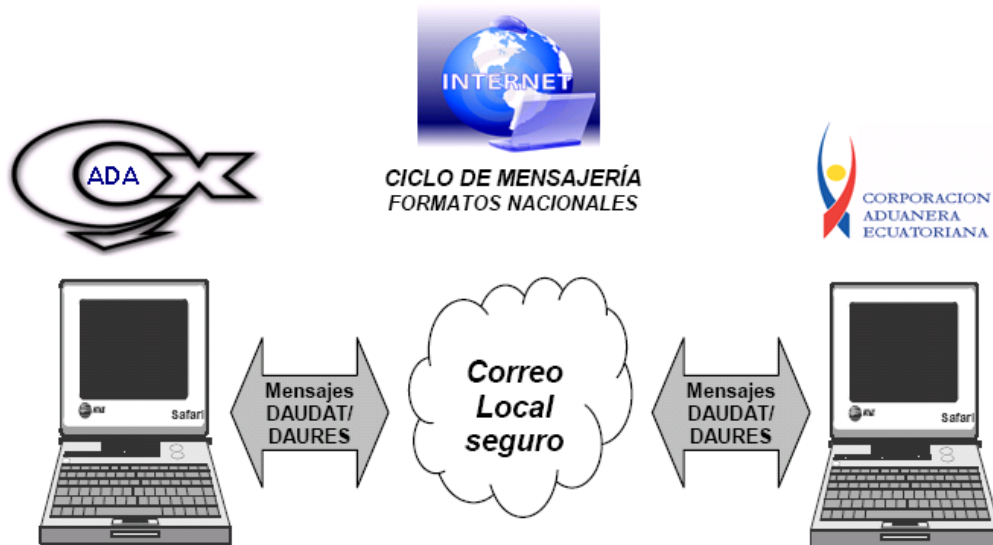 INTERNET
ADA
CICLO DE MENSAJERÍA
FORMATOS NACIONALES
CORPORACION
ADUANERA
ECUATORIANA
Safari
Mensajes
DAUDAT/
DAURES
Correo
Local
seguro
Mensajes
DAUDAT/
DAURES
Safari